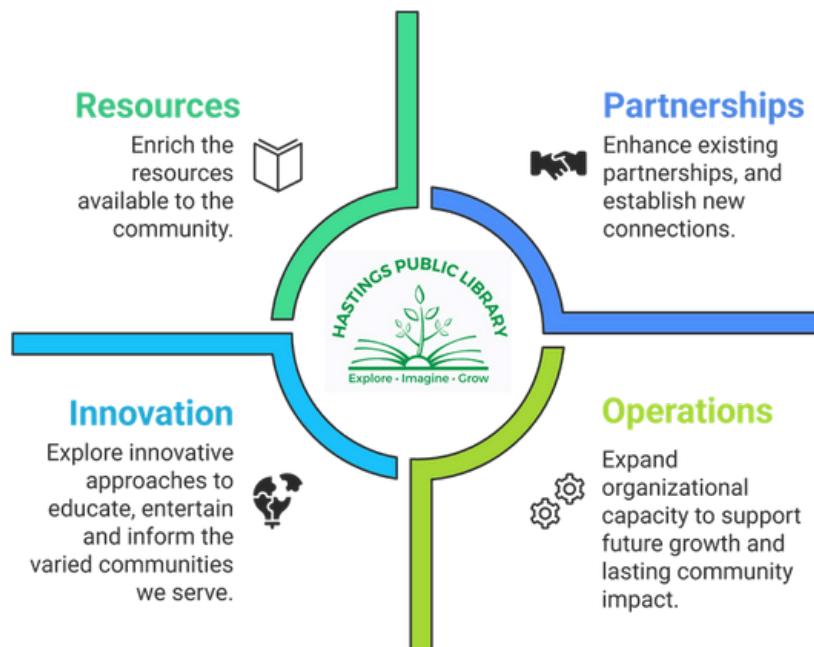 Resources
Enrich the
resources
available to the
community.
Partnerships
Enhance existing
partnerships, and
establish new
connections.
HASTINGS PUBLIC LIBRARY
Explore • Imagine • Grow
Innovation
Explore innovative
approaches to
educate, entertain
and inform the
varied communities
we serve.
Operations
Expand
organizational
capacity to support
future growth and
lasting community
impact.